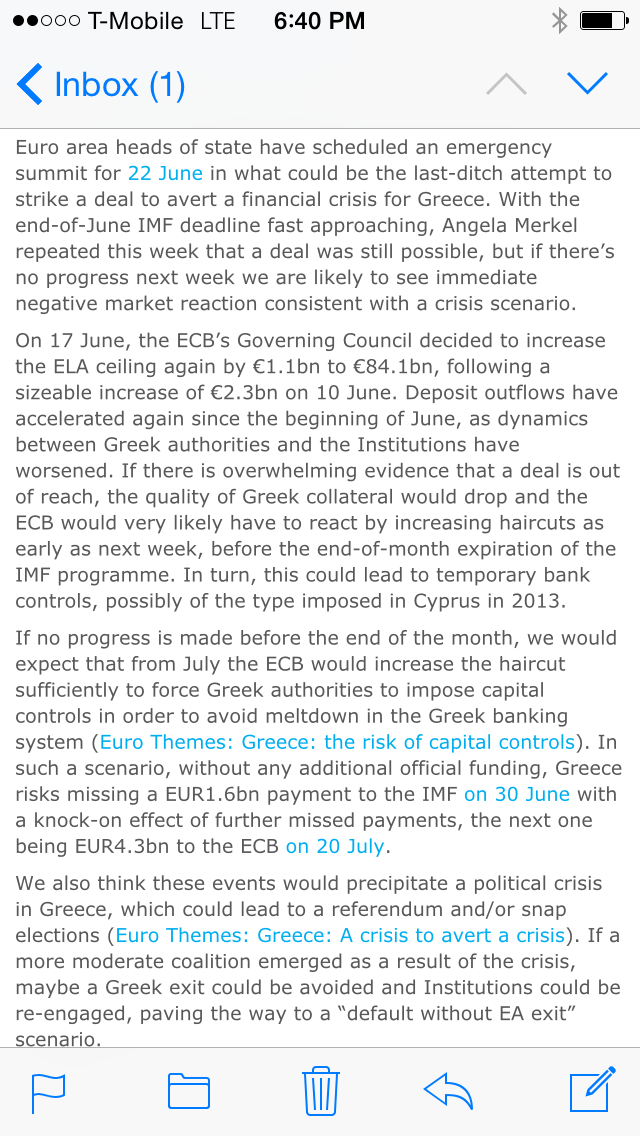 T-Mobile LTE 6:40 PM
Inbox (1)
Euro area heads of state have scheduled an emergency
summit for 22 June in what could be the last-ditch attempt to
strike a deal to avert a financial crisis for Greece. With the
end-of-June IMF deadline fast approaching, Angela Merkel
repeated this week that a deal was still possible, but if there’s
no progress next week we are likely to see immediate
negative market reaction consistent with a crisis scenario.
On 17 June, the ECB’s Governing Council decided to increase
the ELA ceiling again by €1.1bn to €84.1bn, following a
sizeable increase of €2.3bn on 10 June. Deposit outflows have
accelerated again since the beginning of June, as dynamics
between Greek authorities and the Institutions have
worsened. If there is overwhelming evidence that a deal is out
of reach, the quality of Greek collateral would drop and the
ECB would very likely have to react by increasing haircuts as
early as next week, before the end-of-month expiration of the
IMF programme. In turn, this could lead to temporary bank
controls, possibly of the type imposed in Cyprus in 2013.
If no progress is made before the end of the month, we would
expect that from July the ECB would increase the haircut
sufficiently to force Greek authorities to impose capital
controls in order to avoid meltdown in the Greek banking
system (Euro Themes: Greece: the risk of capital controls). In
such a scenario, without any additional official funding, Greece
risks missing a EUR1.6bn payment to the IMF on 30 June with
a knock-on effect of further missed payments, the next one
being EUR4.3bn to the ECB on 20 July.
We also think these events would precipitate a political crisis
in Greece, which could lead to a referendum and/or snap
elections (Euro Themes: Greece: A crisis to avert a crisis). If a
more moderate coalition emerged as a result of the crisis,
maybe a Greek exit could be avoided and Institutions could be
re-engaged, paving the way to a “default without EA exit”
scenario.